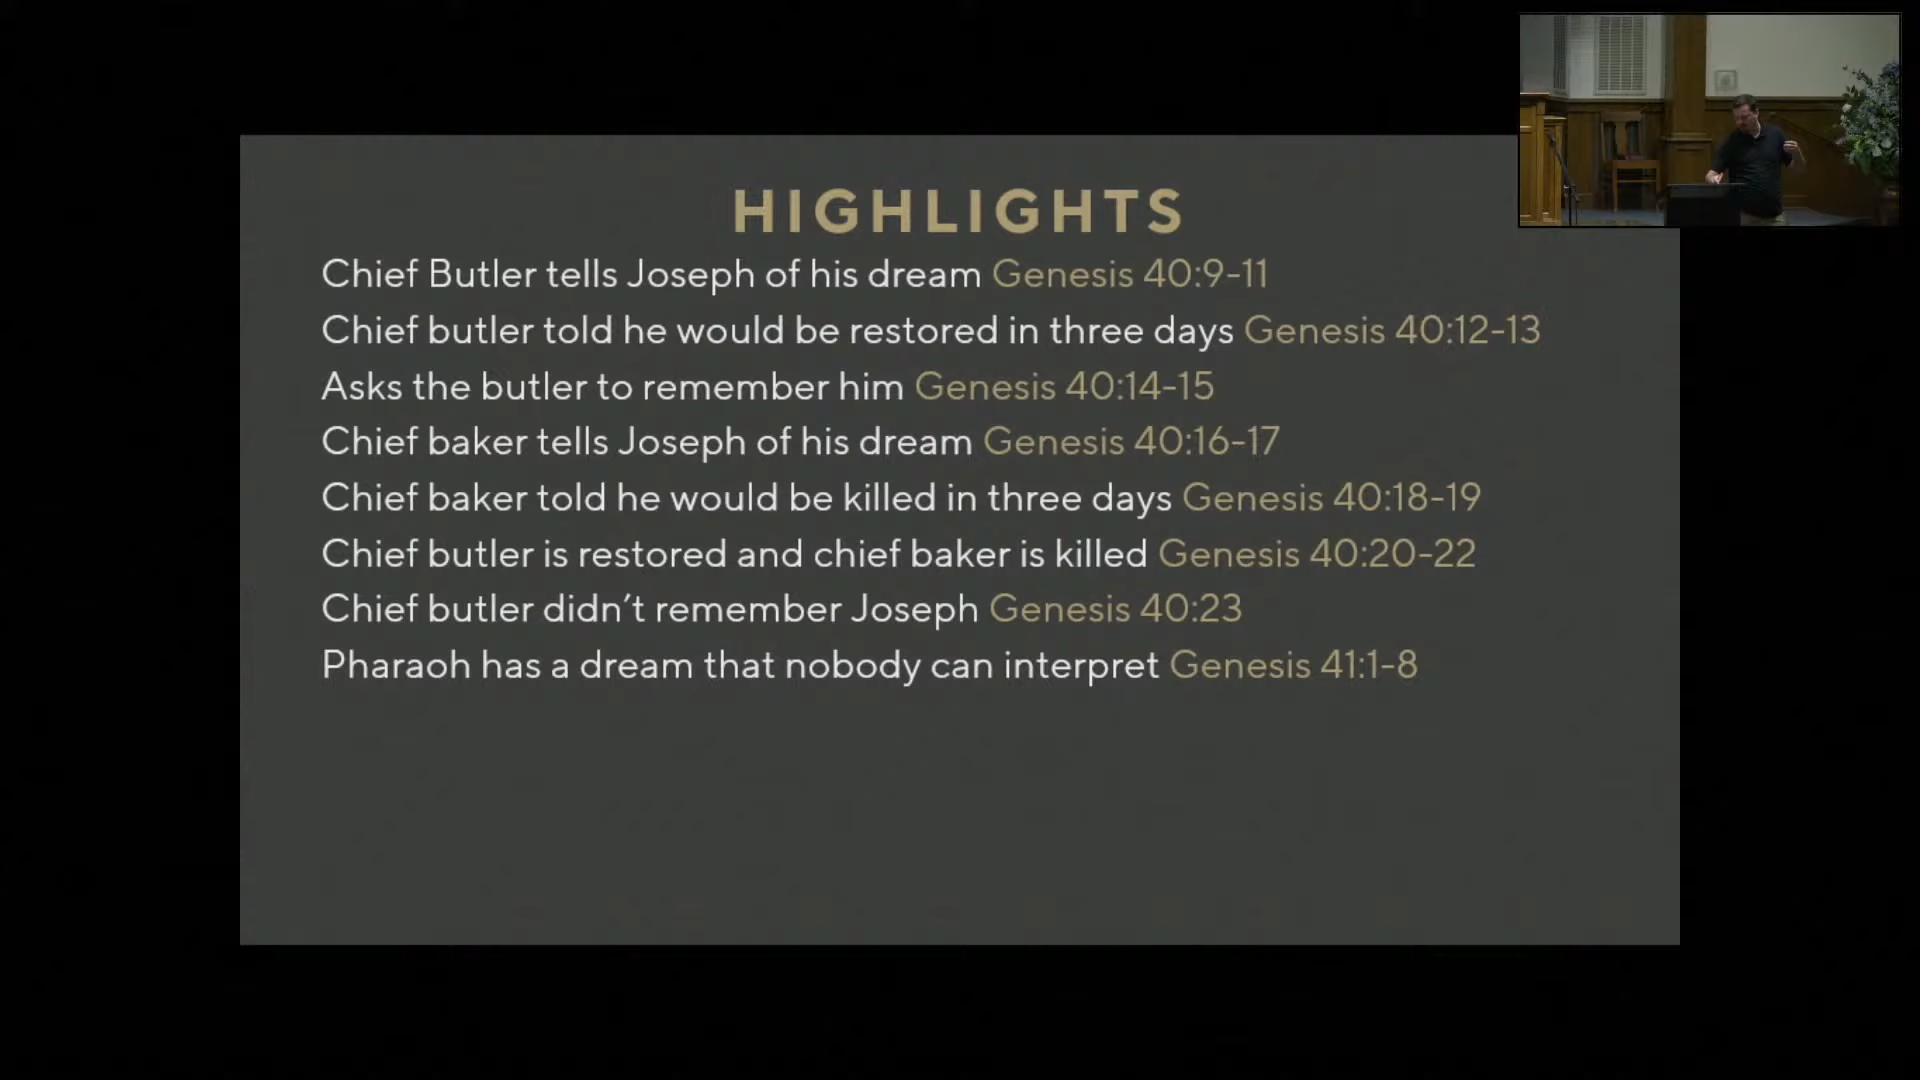 HIGHLIGHTS
Chief Butler tells Joseph of his dream Genesis 40:9-11
Chief butler told he would be restored in three days Genesis 40:12-13
Asks the butler to remember him Genesis 40:14-15
Chief baker tells Joseph of his dream Genesis 40:16-17
Chief baker told he would be killed in three days Genesis 40:18-19
Chief butler is restored and chief baker is killed Genesis 40:20-22
Chief butler didn’t remember Joseph Genesis 40:23
Pharaoh has a dream that nobody can interpret Genesis 41:1-8